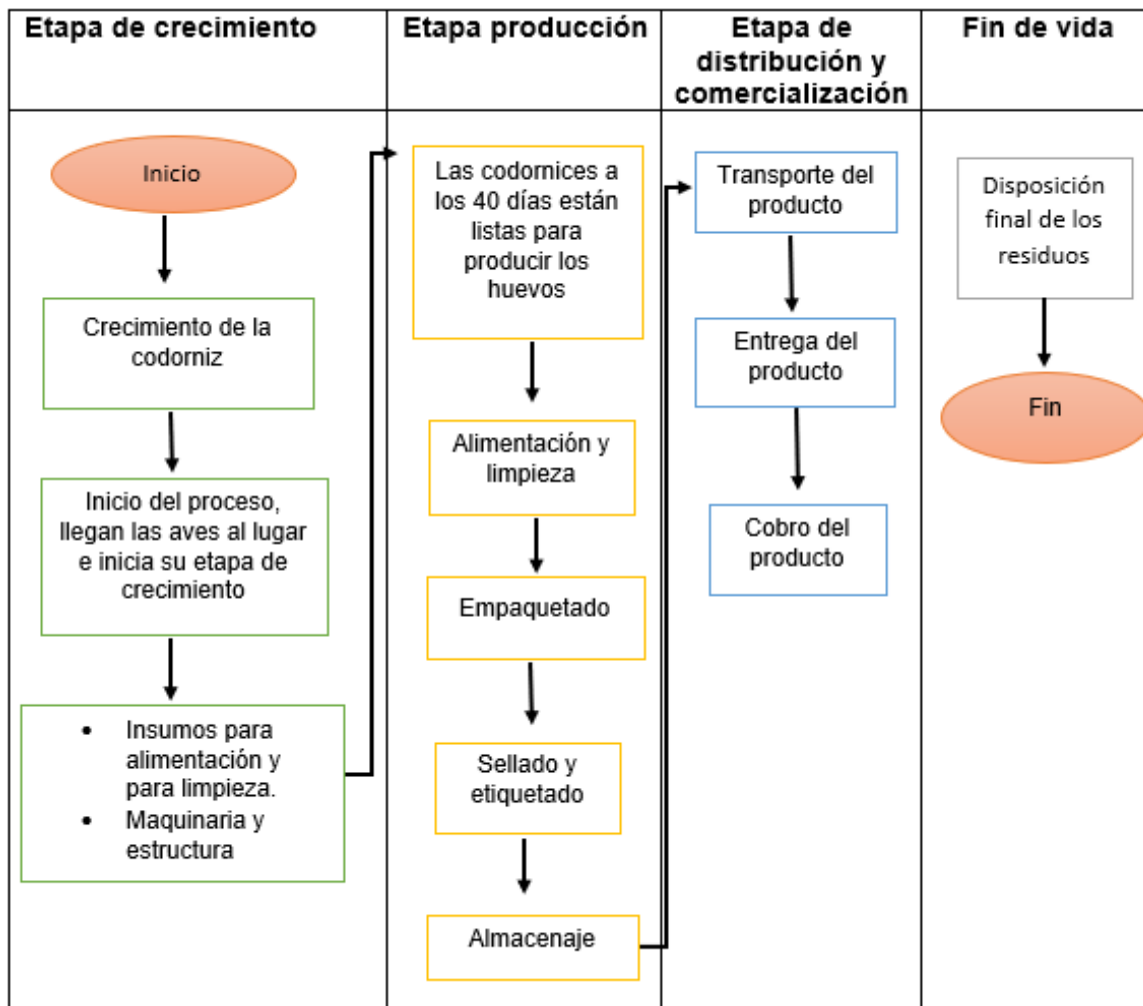 Etapa de crecimiento
Etapa producción
Etapa de
distribución y
comercialización
Fin de vida
Inicio
Crecimiento de la
codorniz
Inicio del proceso,
llegan las aves al lugar
e inicia su etapa de
crecimiento
• Insumos para
alimentación y
para limpieza.
• Maquinaria y
estructura
Las codornices a
los 40 días están
listas para
producir los
huevos
Alimentación y
limpieza
Empaquetado
Sellado y
etiquetado
Almacenaje
Transporte del
producto
Entrega del
producto
Cobro del
producto
Disposición
final de los
residuos
Fin